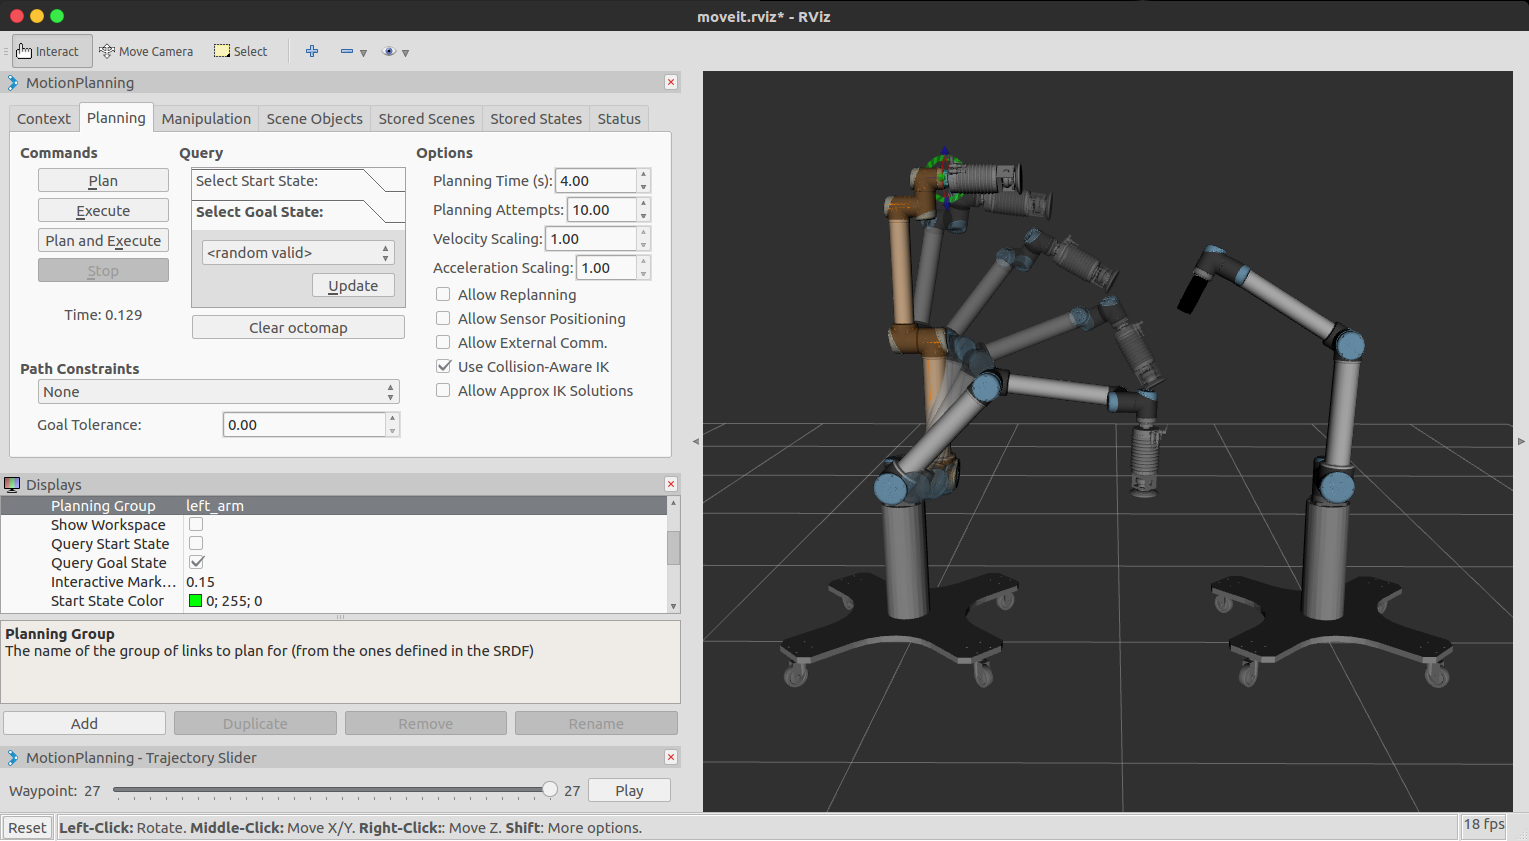 moveit.rviz* - RViz
Interact Move Camera Select
MotionPlanning
Context Planning Manipulation Scene Objects Stored Scenes Stored States Status
Commands Query Options
Plan Select Start State: Planning Time (s): 4.00
Execute Select Goal State: Planning Attempts: 10.00
Plan and Execute Velocity Scaling: 1.00
<random valid> Acceleration Scaling: 1.00
Stop Update Allow Replanning
Time: 0.129 Clear octomap Allow Sensor Positioning
Allow External Comm.
Path Constraints Use Collision-Aware IK
None Allow Approx IK Solutions
Goal Tolerance: 0.00
Displays
Planning Group left_arm
Show Workspace
Query Start State
Query Goal State
Interactive Mark... 0.15
Start State Color 0; 255; 0
Planning Group
The name of the group of links to plan for (from the ones defined in the SRDF)
Add Duplicate Remove Rename
MotionPlanning - Trajectory Slider
Waypoint: 27 27 Play
Reset Left-Click: Rotate. Middle-Click: Move X/Y. Right-Click:: Move Z. Shift: More options. 18 fps